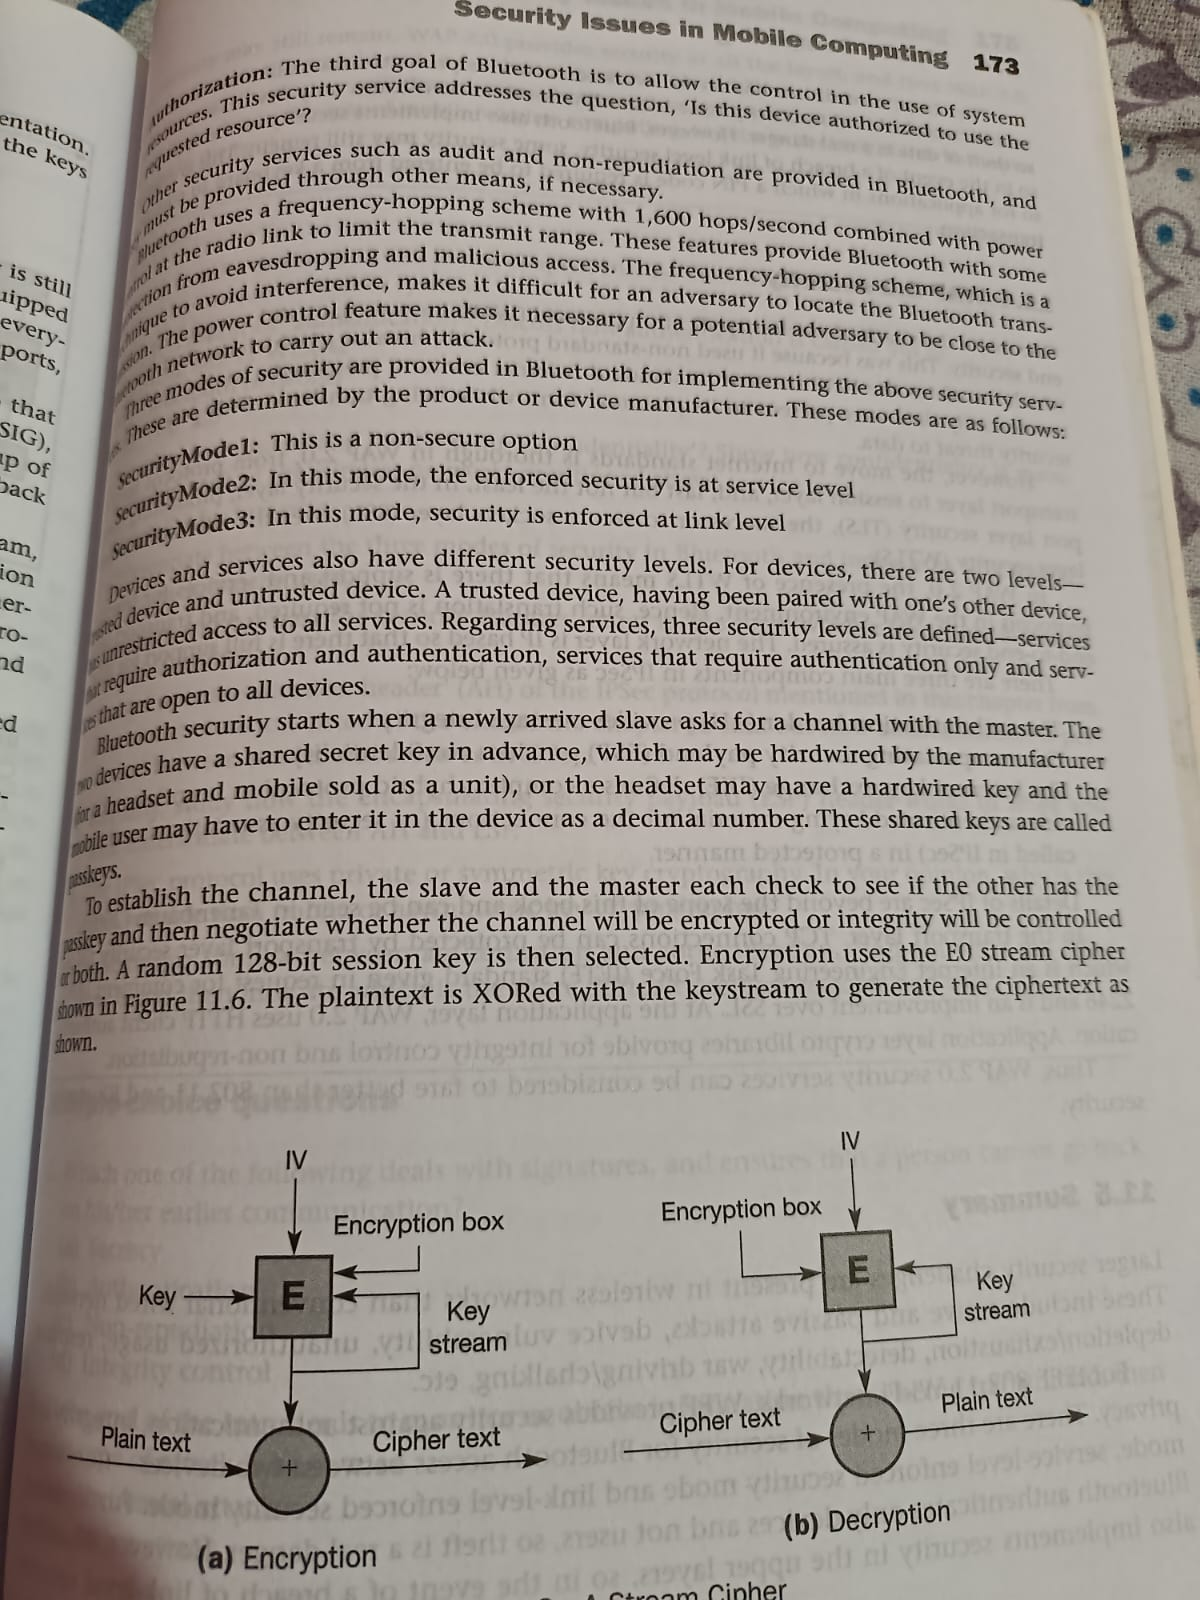 Security Issues in Mobile Computing 173
Authorization: The third goal of Bluetooth is to allow the control in the use of system
resources. This security service addresses the question, 'Is this device authorized to use the
requested resource'?
Other security services such as audit and non-repudiation are provided in Bluetooth, and
must be provided through other means, if necessary.
Bluetooth uses a frequency-hopping scheme with 1,600 hops/second combined with power
at the radio link to limit the transmit range. These features provide Bluetooth with some
from eavesdropping and malicious access. The frequency-hopping scheme, which is a
to avoid interference, makes it difficult for an adversary to locate the Bluetooth trans-
The power control feature makes it necessary for a potential adversary to be close to the
network to carry out an attack.
Three modes of security are provided in Bluetooth for implementing the above security serv-
These are determined by the product or device manufacturer. These modes are as follows:
SecurityMode1: This is a non-secure option
SecurityMode2: In this mode, the enforced security is at service level
SecurityMode3: In this mode, security is enforced at link level
Devices and services also have different security levels. For devices, there are two levels—
device and untrusted device. A trusted device, having been paired with one's other device,
unrestricted access to all services. Regarding services, three security levels are defined—services
require authorization and authentication, services that require authentication only and serv-
that are open to all devices.
Bluetooth security starts when a newly arrived slave asks for a channel with the master. The
devices have a shared secret key in advance, which may be hardwired by the manufacturer
a headset and mobile sold as a unit), or the headset may have a hardwired key and the
mobile user may have to enter it in the device as a decimal number. These shared keys are called
passkeys.
To establish the channel, the slave and the master each check to see if the other has the
passkey and then negotiate whether the channel will be encrypted or integrity will be controlled
or both. A random 128-bit session key is then selected. Encryption uses the E0 stream cipher
shown in Figure 11.6. The plaintext is XORed with the keystream to generate the ciphertext as
shown.
IV
Encryption box
Key
E
Key
stream
Plain text
+
Cipher text
(a) Encryption
IV
Encryption box
E
Key
stream
Cipher text
+
Plain text
(b) Decryption
Cipher
entation.
the keys
is still
every-
ports,
that
SIG),
of